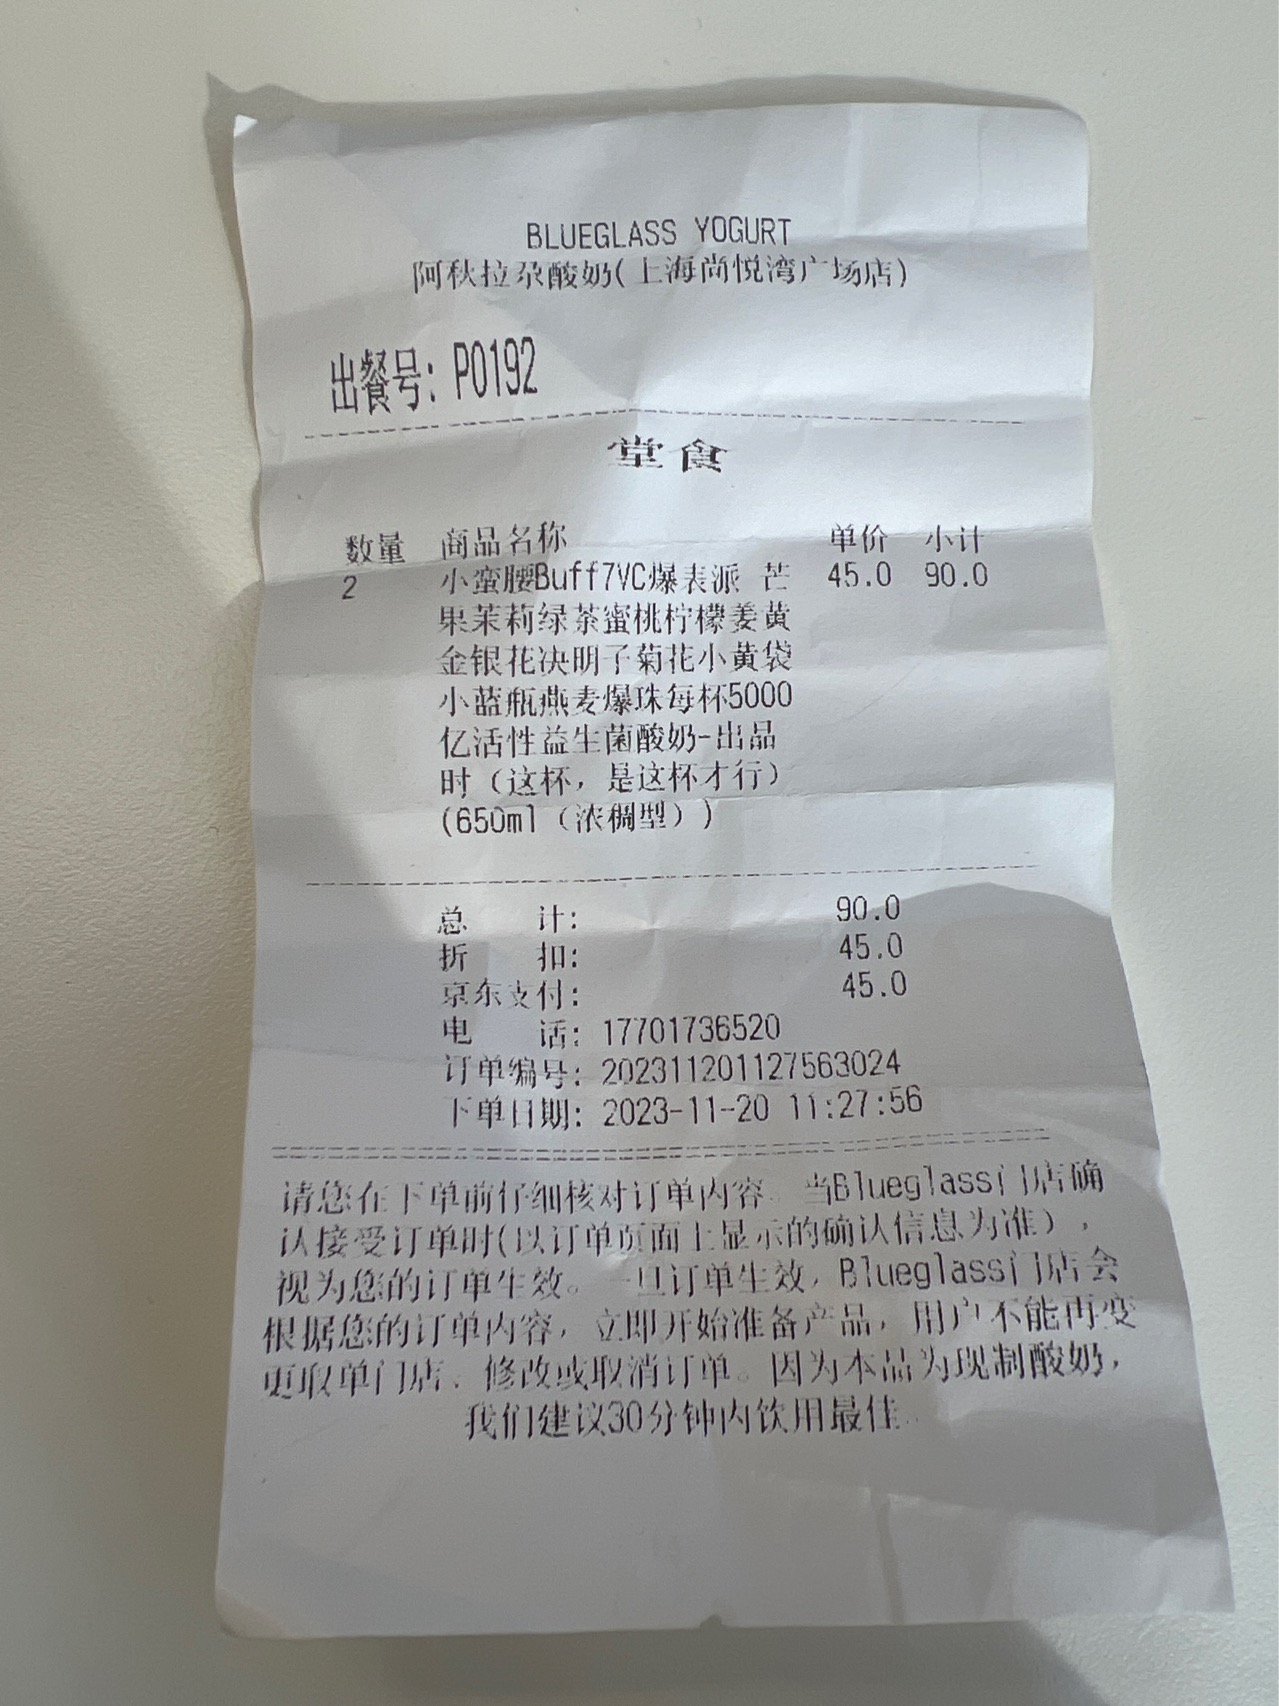 BLUEGLASS YOGURT
阿秋拉尕酸奶(上海尚悦湾广场店)
出餐号: P0192
堂食
数量 商品名称 单价 小计
2 小蛮腰Buff7VC爆表派 芒 45.0 90.0
果茉莉绿茶蜜桃柠檬姜黄
金银花决明子菊花小黄袋
小蓝瓶燕麦爆珠每杯5000
亿活性益生菌酸奶-出品
时（这杯，是这杯才行）
(650ml（浓稠型）)
总 计: 90.0
折 扣: 45.0
京东支付: 45.0
电 话: 17701736520
订单编号: 202311201127563024
下单日期: 2023-11-20 11:27:56
请您在下单前仔细核对订单内容。当Blueglass门店确
认接受订单时(以订单页面上显示的确认信息为准)，
视为您的订单生效。一旦订单生效，Blueglass门店会
根据您的订单内容，立即开始准备产品，用户不能再变
更取单门店、修改或取消订单。因为本品为现制酸奶，
我们建议30分钟内饮用最佳。